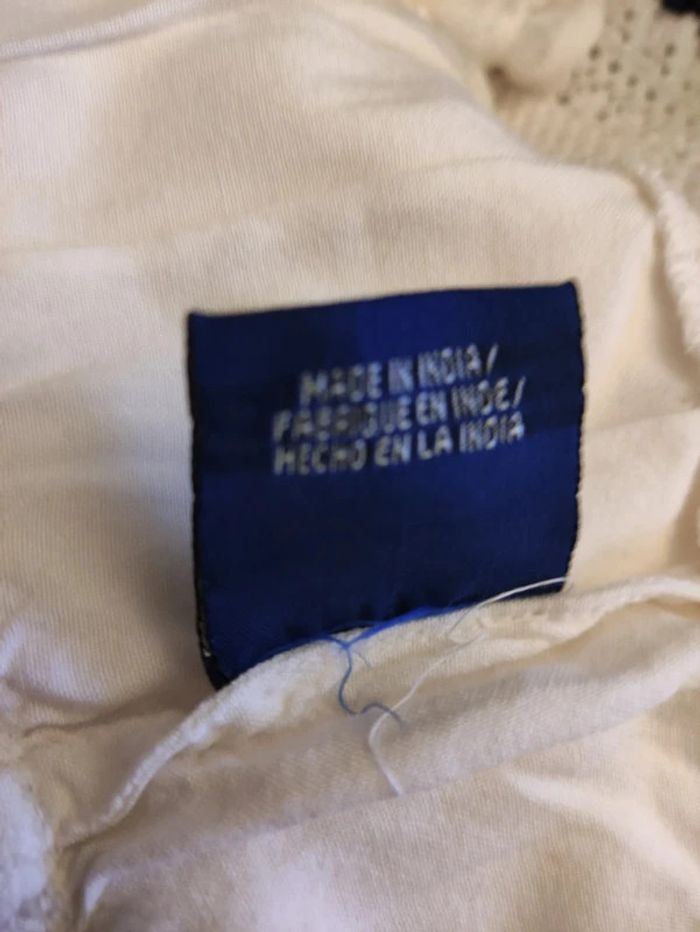 MADE IN INDIA/
FABRIQUE EN INDE/
HECHO EN LA INDIA